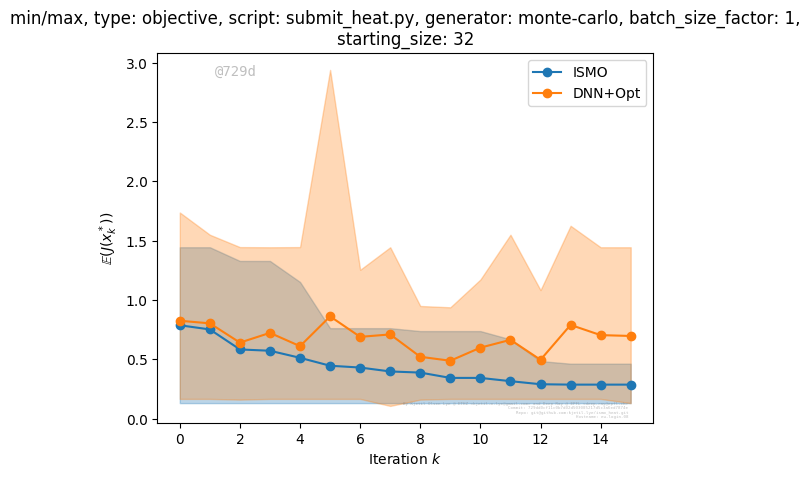 min/max, type: objective, script: submit_heat.py, generator: monte-carlo, batch_size_factor: 1,
starting_size: 32
@729d
ISMO
DNN+Opt
3.0
2.5
2.0
1.5
1.0
0.5
0.0
𝔼(J(x_k^*))
0 2 4 6 8 10 12 14
Iteration k